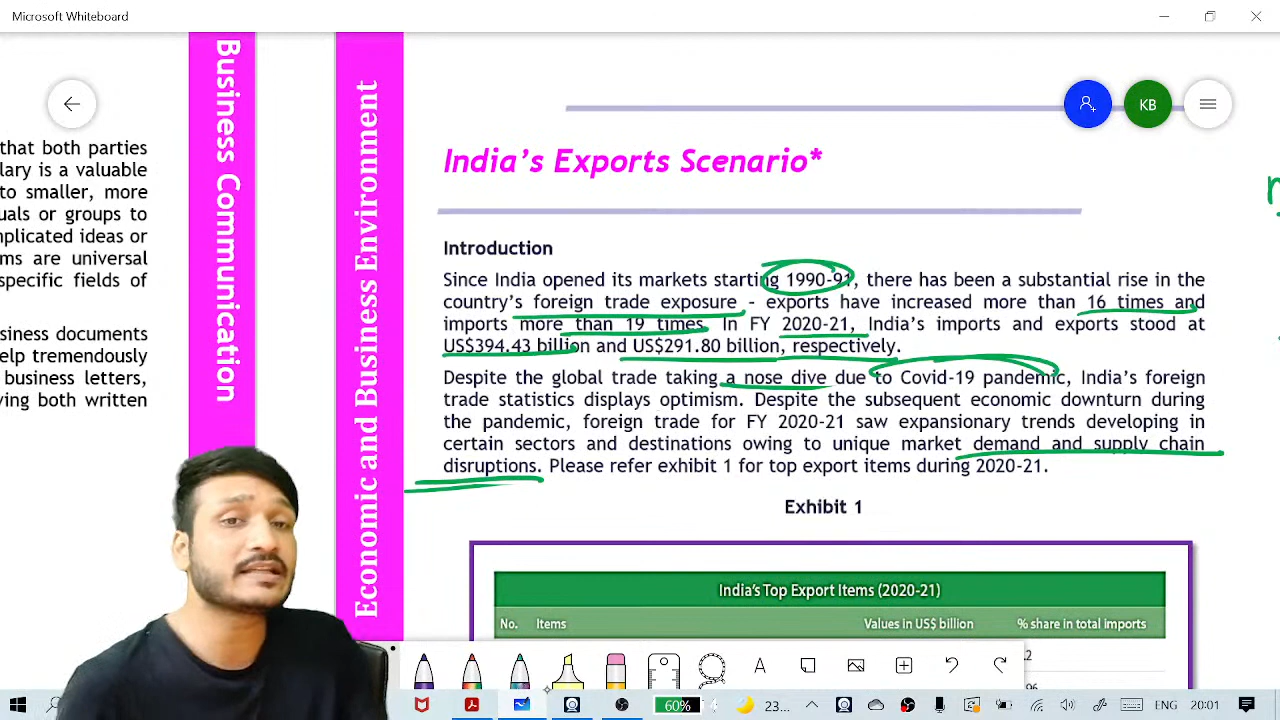 Microsoft Whiteboard
that both parties
lary is a valuable
to smaller, more
uals or groups to
nplicated ideas or
ms are universal
specific fields of
siness documents
elp tremendously
business letters,
ving both written
Business Communication
Economic and Business Environment
KB
India's Exports Scenario*
Introduction
Since India opened its markets starting 1990-91, there has been a substantial rise in the
country's foreign trade exposure - exports have increased more than 16 times and
imports more than 19 times. In FY 2020-21, India's imports and exports stood at
US$394.43 billion and US$291.80 billion, respectively.
Despite the global trade taking a nose dive due to Covid-19 pandemic, India's foreign
trade statistics displays optimism. Despite the subsequent economic downturn during
the pandemic, foreign trade for FY 2020-21 saw expansionary trends developing in
certain sectors and destinations owing to unique market demand and supply chain
disruptions. Please refer exhibit 1 for top export items during 2020-21.
Exhibit 1
India's Top Export Items (2020-21)
No. Items Values in US$ billion % share in total imports
60%
23...
ENG
20:01